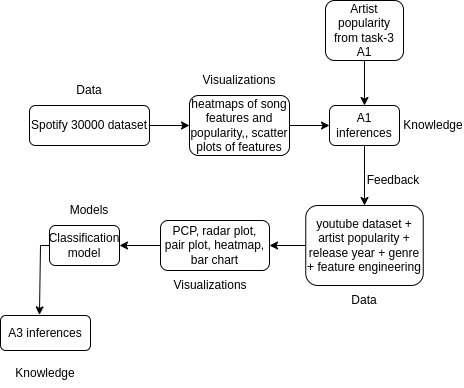 Artist
popularity
from task-3
A1
Visualizations
Data
heatmaps of song
features and
popularity,, scatter
plots of features
Spotify 30000 dataset
A1
inferences
Knowledge
Feedback
Models
youtube dataset +
artist popularity +
release year + genre
+ feature engineering
PCP, radar plot,
pair plot, heatmap,
bar chart
Classification
model
Visualizations
Data
A3 inferences
Knowledge